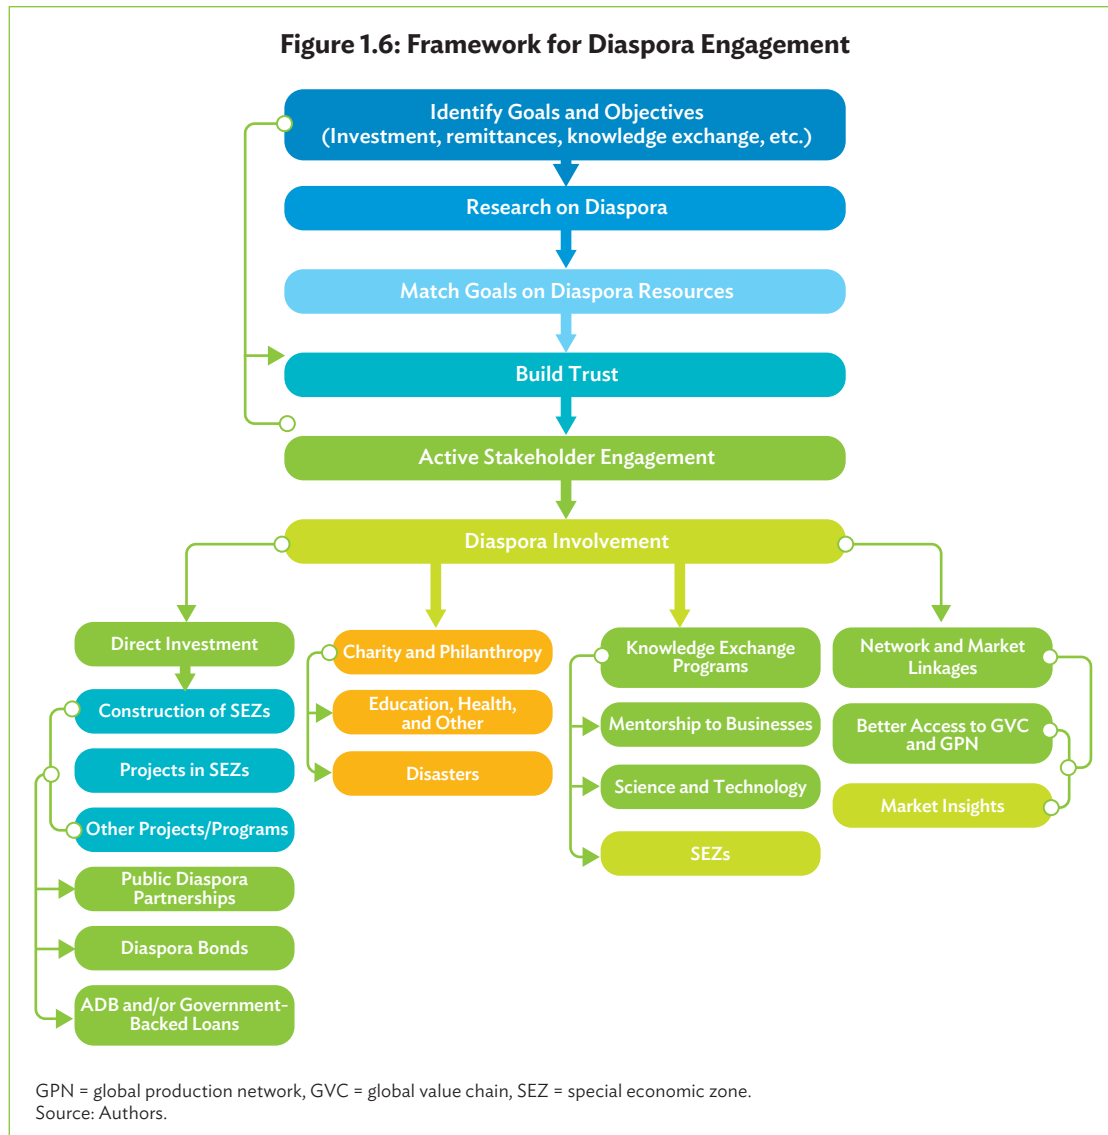 Figure 1.6: Framework for Diaspora Engagement
Identify Goals and Objectives
(Investment, remittances, knowledge exchange, etc.)
Research on Diaspora
Match Goals on Diaspora Resources
Build Trust
Active Stakeholder Engagement
Diaspora Involvement
Direct Investment
Construction of SEZs
Projects in SEZs
Other Projects/Programs
Public Diaspora
Partnerships
Diaspora Bonds
ADB and/or Government-
Backed Loans
Charity and Philanthropy
Education, Health,
and Other
Disasters
Knowledge Exchange
Programs
Mentorship to Businesses
Science and Technology
SEZs
Network and Market
Linkages
Better Access to GVC
and GPN
Market Insights
GPN = global production network, GVC = global value chain, SEZ = special economic zone.
Source: Authors.